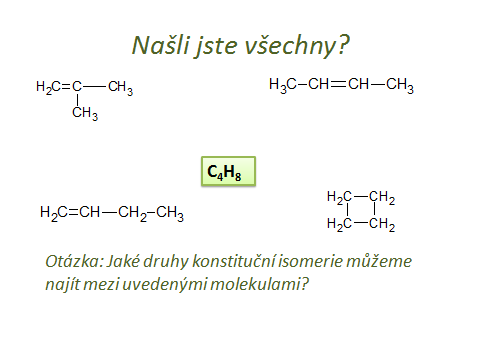 Našli jste všechny?
H₂C=C—CH₃
CH₃
H₃C–CH=CH–CH₃
C₄H₈
H₂C=CH—CH₂–CH₃
H₂C—CH₂
H₂C—CH₂
Otázka: Jaké druhy konstituční isomerie můžeme
najít mezi uvedenými molekulami?